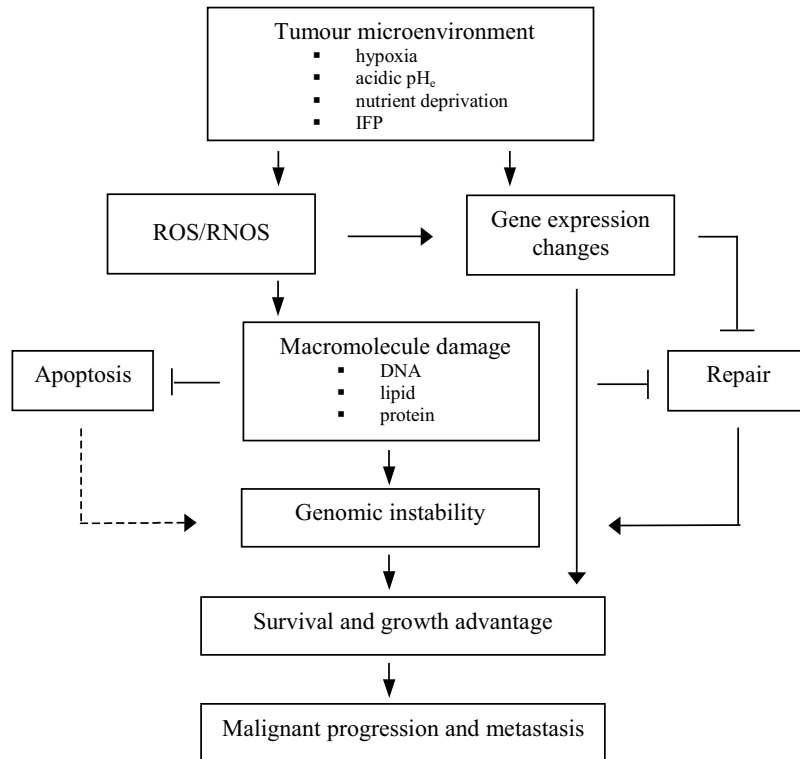 Tumour microenvironment
▪ hypoxia
▪ acidic pHₑ
▪ nutrient deprivation
▪ IFP
ROS/RNOS
Gene expression
changes
Macromolecule damage
▪ DNA
▪ lipid
▪ protein
Apoptosis
Repair
Genomic instability
Survival and growth advantage
Malignant progression and metastasis